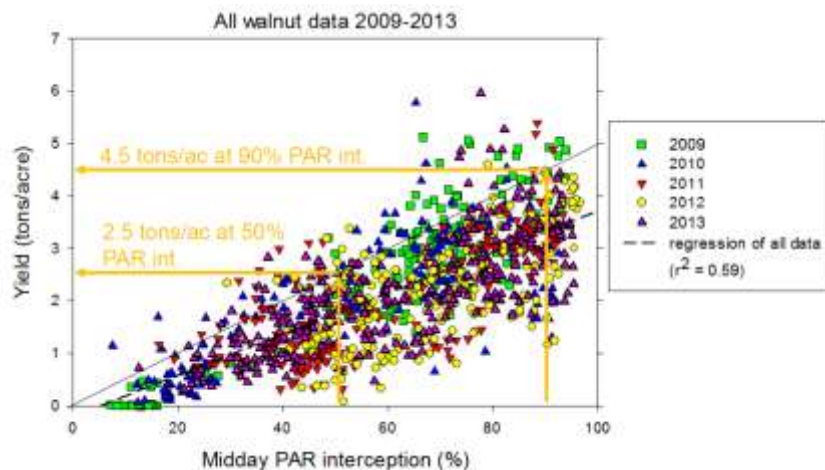 All walnut data 2009-2013
7
6
5
4
3
2
1
0
Yield (tons/acre)
4.5 tons/ac at 90% PAR int.
2.5 tons/ac at 50%
PAR int
0
20
40
60
80
100
Midday PAR interception (%)
2009
2010
2011
2012
2013
regression of all data
(r² = 0.59)